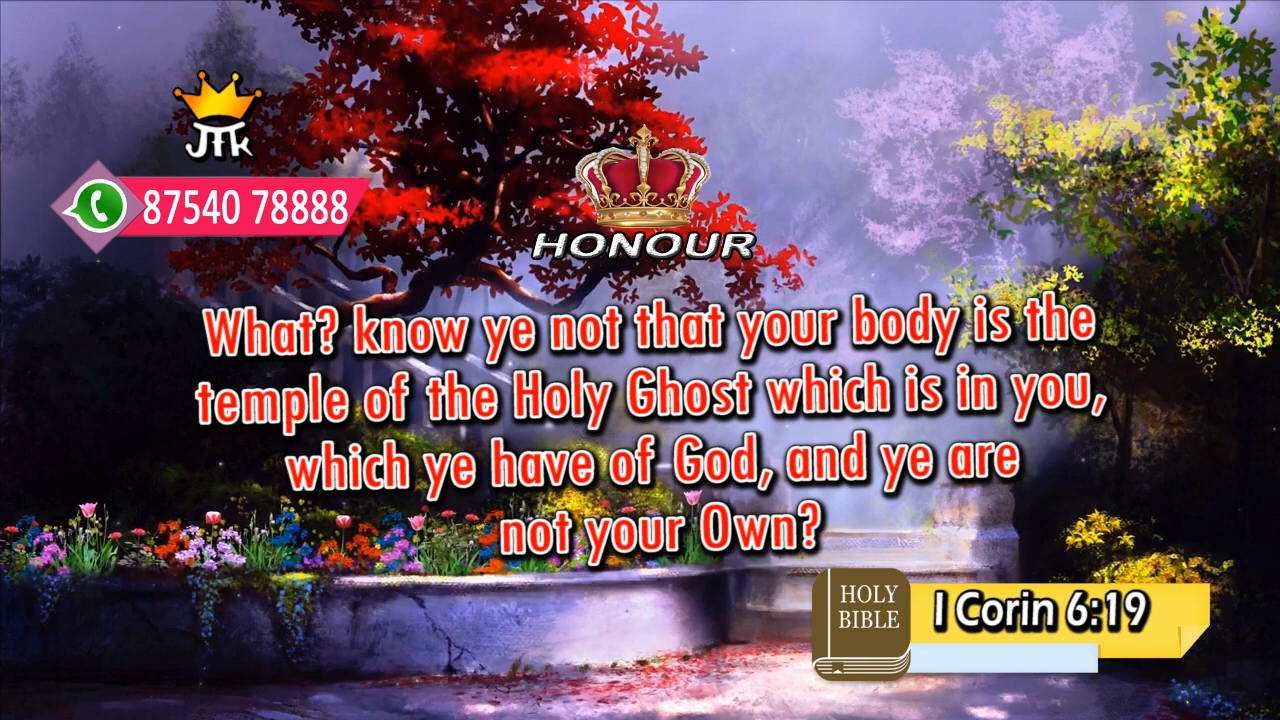 JTK
87540 78888
HONOUR
What? know ye not that your body is the
temple of the Holy Ghost which is in you,
which ye have of God, and ye are
not your Own?
HOLY
BIBLE
I Corin 6:19